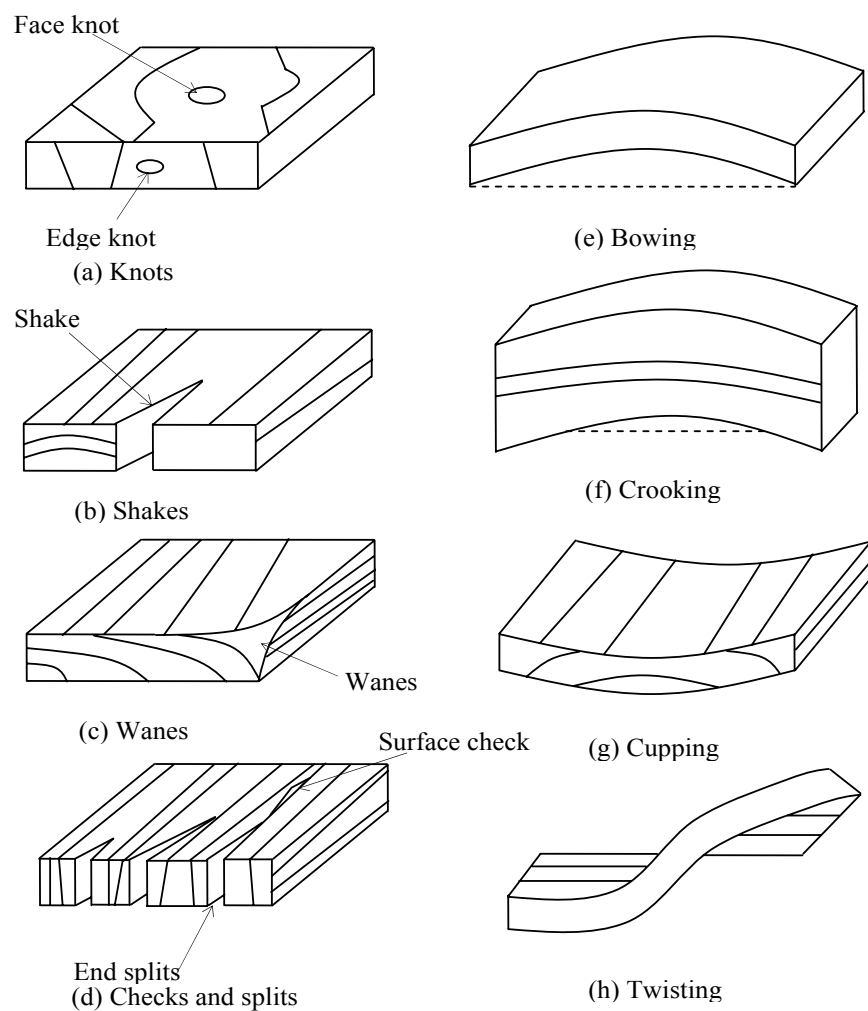 Face knot
Edge knot
(a) Knots
Shake
(b) Shakes
Wanes
(c) Wanes
Surface check
End splits
(d) Checks and splits
(e) Bowing
(f) Crooking
(g) Cupping
(h) Twisting